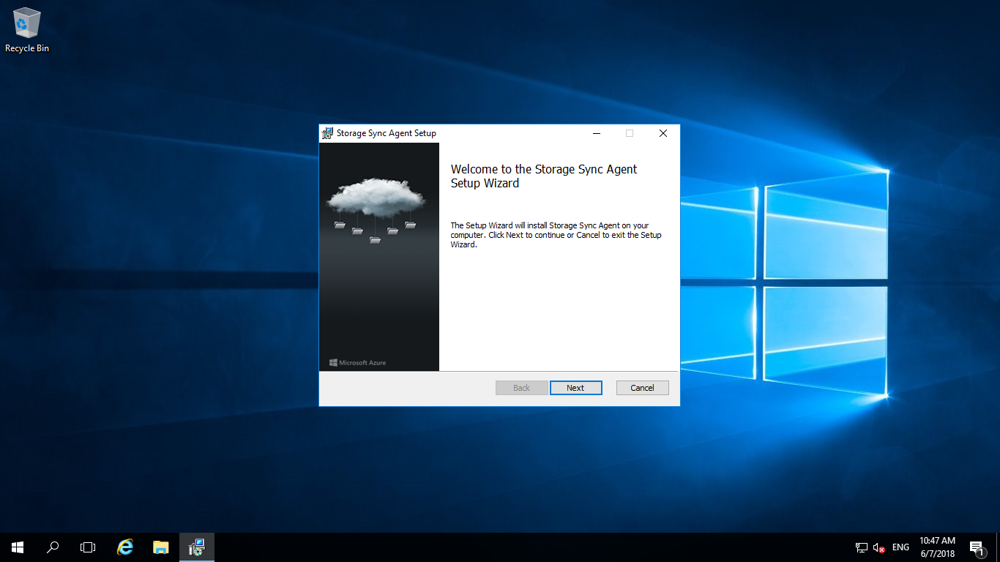 Recycle Bin
Storage Sync Agent Setup
Welcome to the Storage Sync Agent
Setup Wizard
The Setup Wizard will install Storage Sync Agent on your
computer. Click Next to continue or Cancel to exit the Setup
Wizard.
Microsoft Azure
Back
Next
Cancel
ENG
10:47 AM
6/7/2018
1